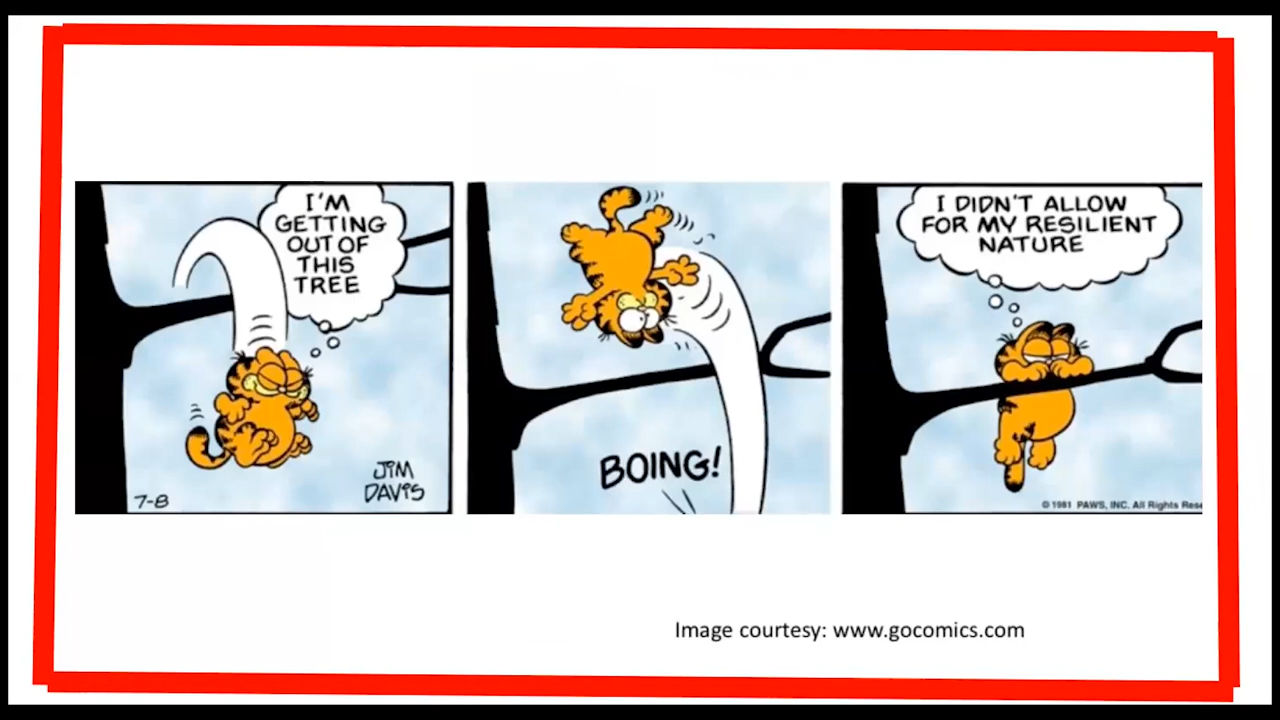 I'M
GETTING
OUT OF
THIS
TREE
JIM
DAVIS
7-8
BOING!
I DIDN'T ALLOW
FOR MY RESILIENT
NATURE
© 1981 PAWS, INC. All Rights Rese
Image courtesy: www.gocomics.com